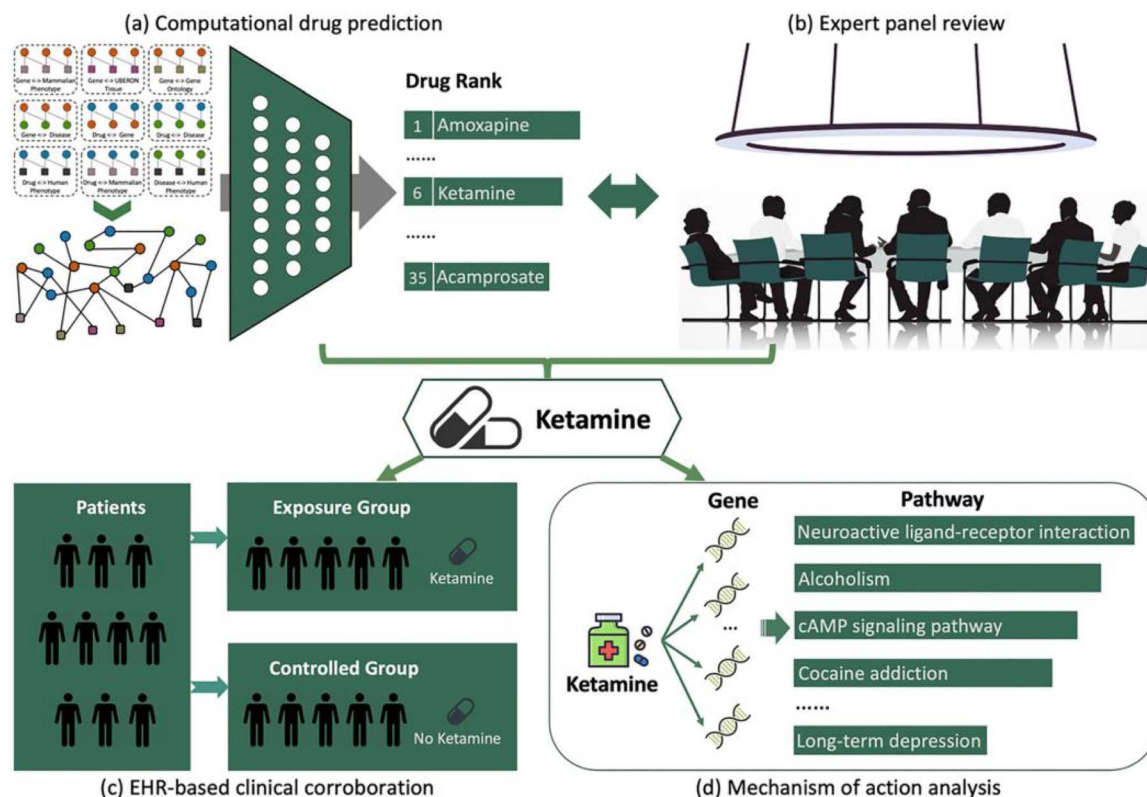 (a) Computational drug prediction
Gene <-> Mammalian
Phenotype
Gene <-> UBERON
Tissue
Gene <-> Gene
Ontology
Gene <-> Disease
Drug <-> Gene
Drug <-> Disease
Drug <-> Human
Phenotype
Drug <-> Mammalian
Phenotype
Disease <-> Human
Phenotype
Drug Rank
1 Amoxapine
......
6 Ketamine
......
35 Acamprosate
(b) Expert panel review
Ketamine
Patients
Exposure Group
Ketamine
Controlled Group
No Ketamine
(c) EHR-based clinical corroboration
Gene
Pathway
Ketamine
...
Neuroactive ligand-receptor interaction
Alcoholism
cAMP signaling pathway
Cocaine addiction
......
Long-term depression
(d) Mechanism of action analysis